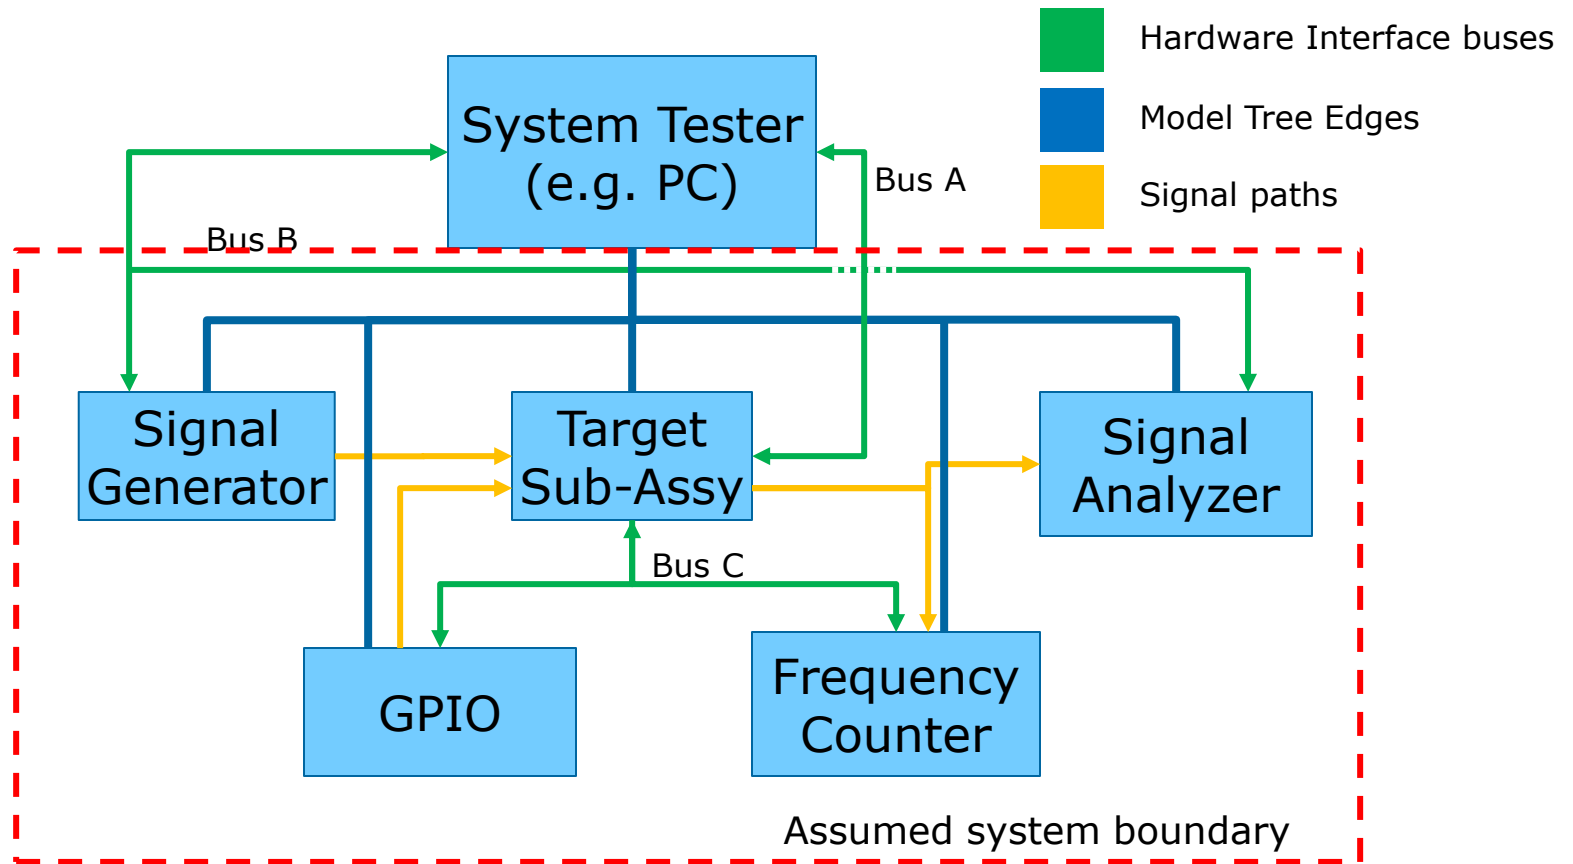 Hardware Interface buses
Model Tree Edges
Signal paths
System Tester
(e.g. PC)
Bus A
Bus B
Signal
Generator
Target
Sub-Assy
Signal
Analyzer
Bus C
GPIO
Frequency
Counter
Assumed system boundary